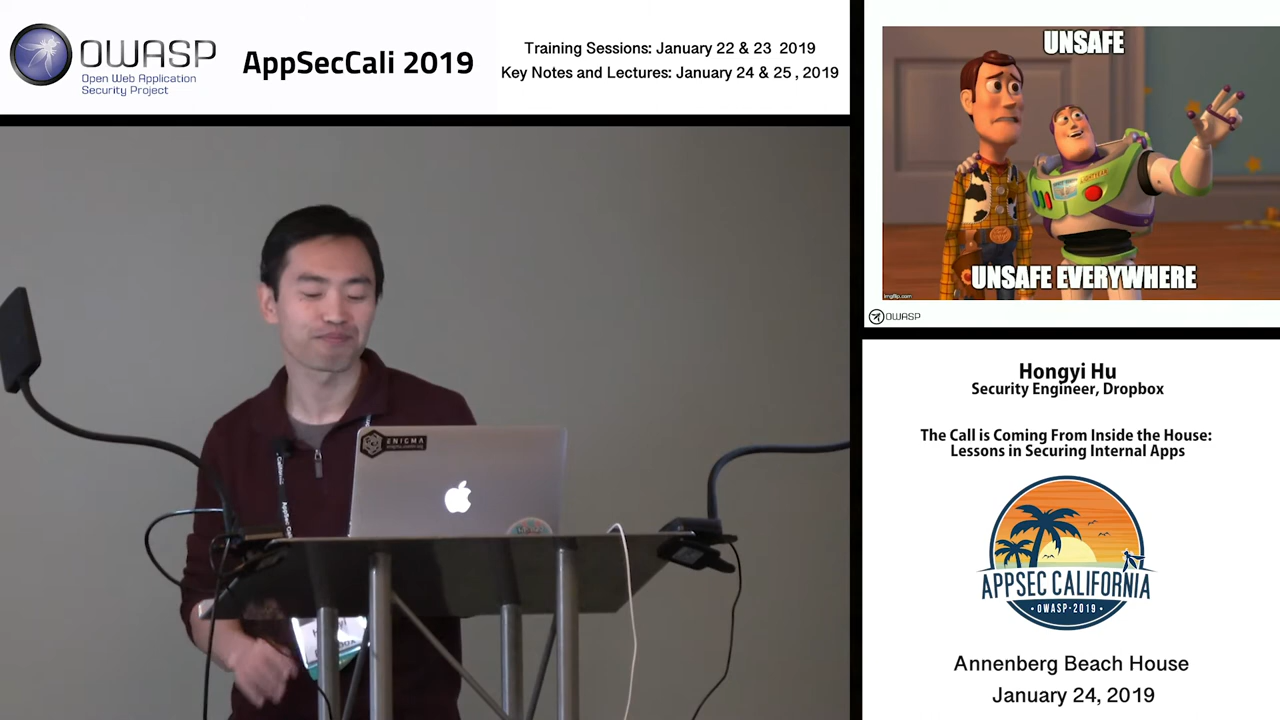 OWASP
Open Web Application
Security Project
AppSecCali 2019
Training Sessions: January 22 & 23 2019
Key Notes and Lectures: January 24 & 25 , 2019
UNSAFE
UNSAFE EVERYWHERE
imgflip.com
OWASP
ENIGMA
Hongyi Hu
Security Engineer, Dropbox
The Call is Coming From Inside the House:
Lessons in Securing Internal Apps
APPSEC CALIFORNIA
OWASP-2019
Annenberg Beach House
January 24, 2019